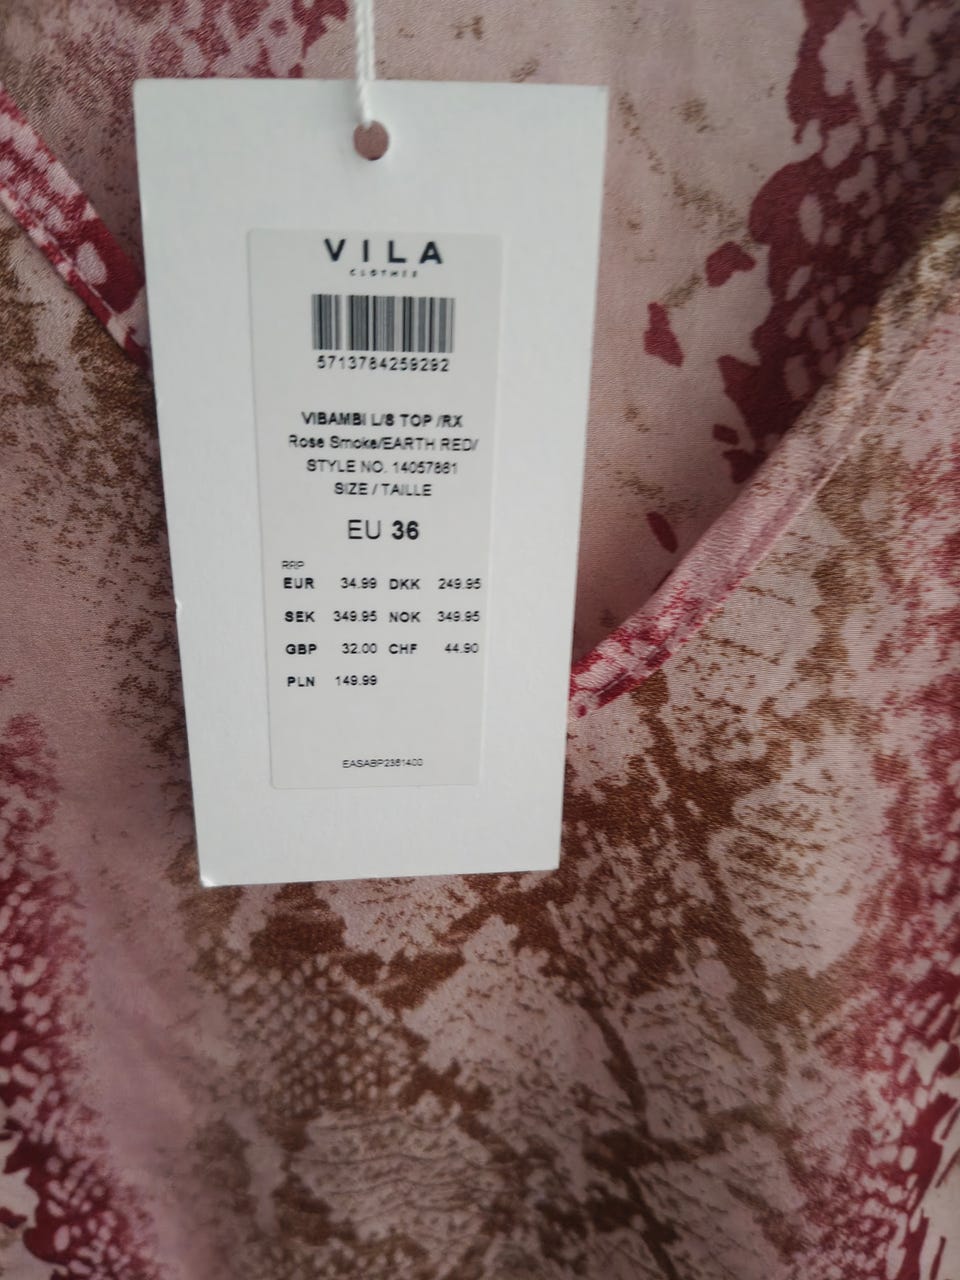 VILA
CLOTHES
5713784259292
VIBAMBI L/S TOP /RX
Rose Smoke/EARTH RED/
STYLE NO. 14057861
SIZE / TAILLE
EU 36
RRP
EUR 34.99 DKK 249.95
SEK 349.95 NOK 349.95
GBP 32.00 CHF 44.90
PLN 149.99
EASABP2361400